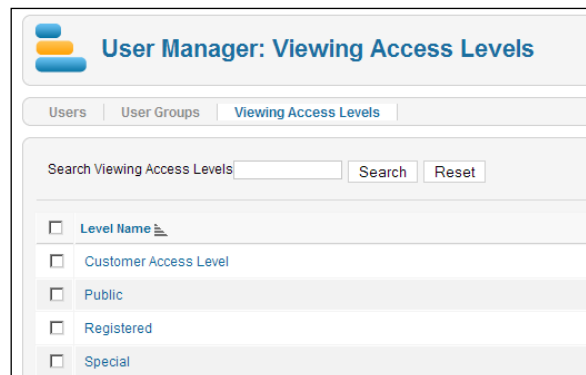 User Manager: Viewing Access Levels
Users User Groups Viewing Access Levels
Search Viewing Access Levels Search Reset
Level Name
Customer Access Level
Public
Registered
Special